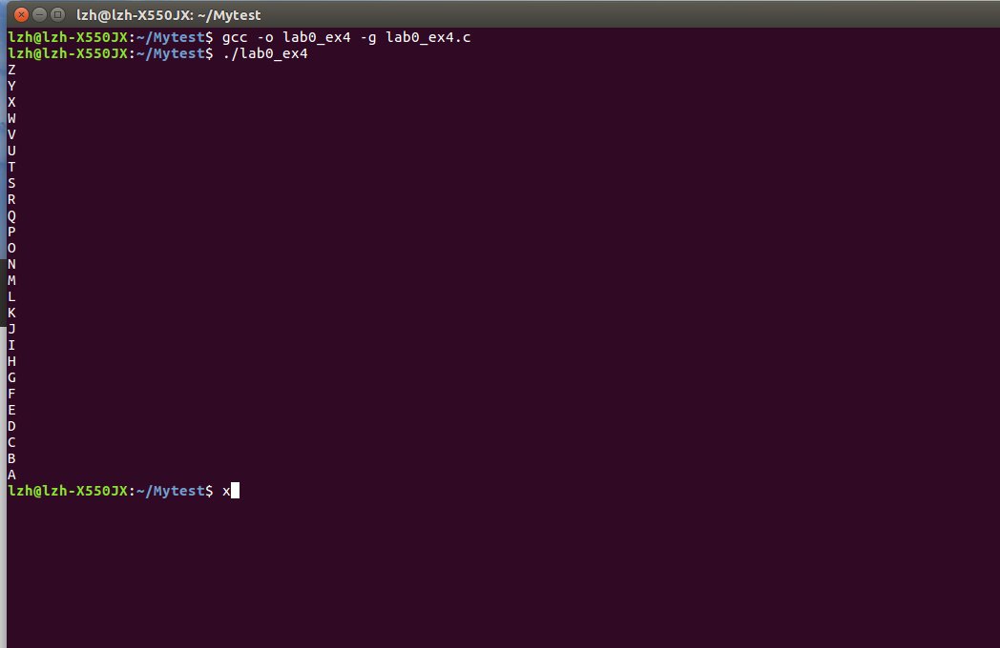 lzh@lzh-X550JX: ~/Mytest
lzh@lzh-X550JX:~/Mytest$ gcc -o lab0_ex4 -g lab0_ex4.c
lzh@lzh-X550JX:~/Mytest$ ./lab0_ex4
Z
Y
X
W
V
U
T
S
R
Q
P
O
N
M
L
K
J
I
H
G
F
E
D
C
B
A
lzh@lzh-X550JX:~/Mytest$ x